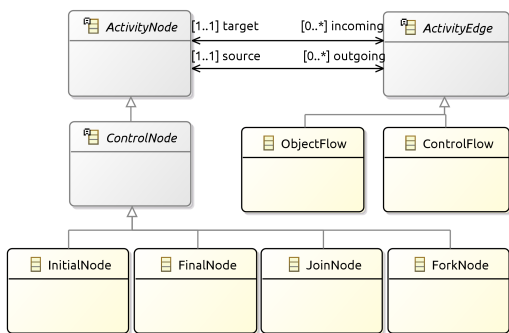 ActivityNode
[1..1] target
[0..*] incoming
ActivityEdge
[1..1] source
[0..*] outgoing
ControlNode
ObjectFlow
ControlFlow
InitialNode
FinalNode
JoinNode
ForkNode